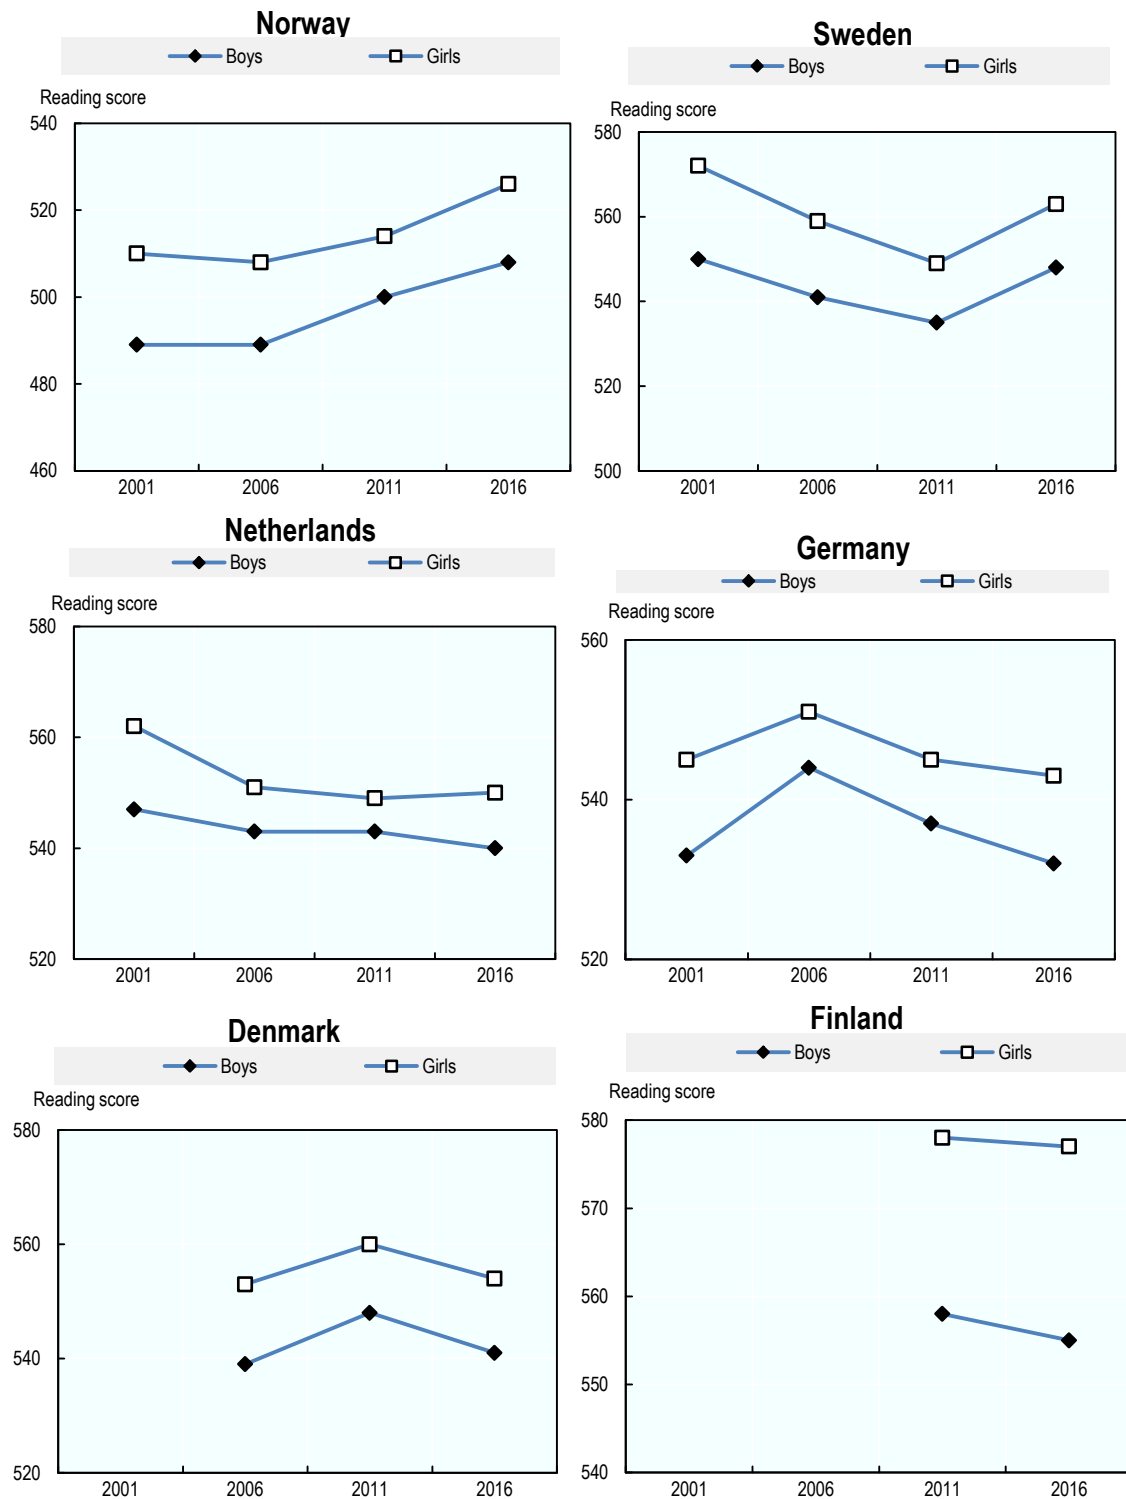 Norway
Boys Girls
Reading score
540
520
500
480
460
2001 2006 2011 2016
Sweden
Boys Girls
Reading score
580
560
540
520
500
2001 2006 2011 2016
Netherlands
Boys Girls
Reading score
580
560
540
520
2001 2006 2011 2016
Germany
Boys Girls
Reading score
560
540
520
2001 2006 2011 2016
Denmark
Boys Girls
Reading score
580
560
540
520
2001 2006 2011 2016
Finland
Boys Girls
Reading score
580
570
560
550
540
2001 2006 2011 2016